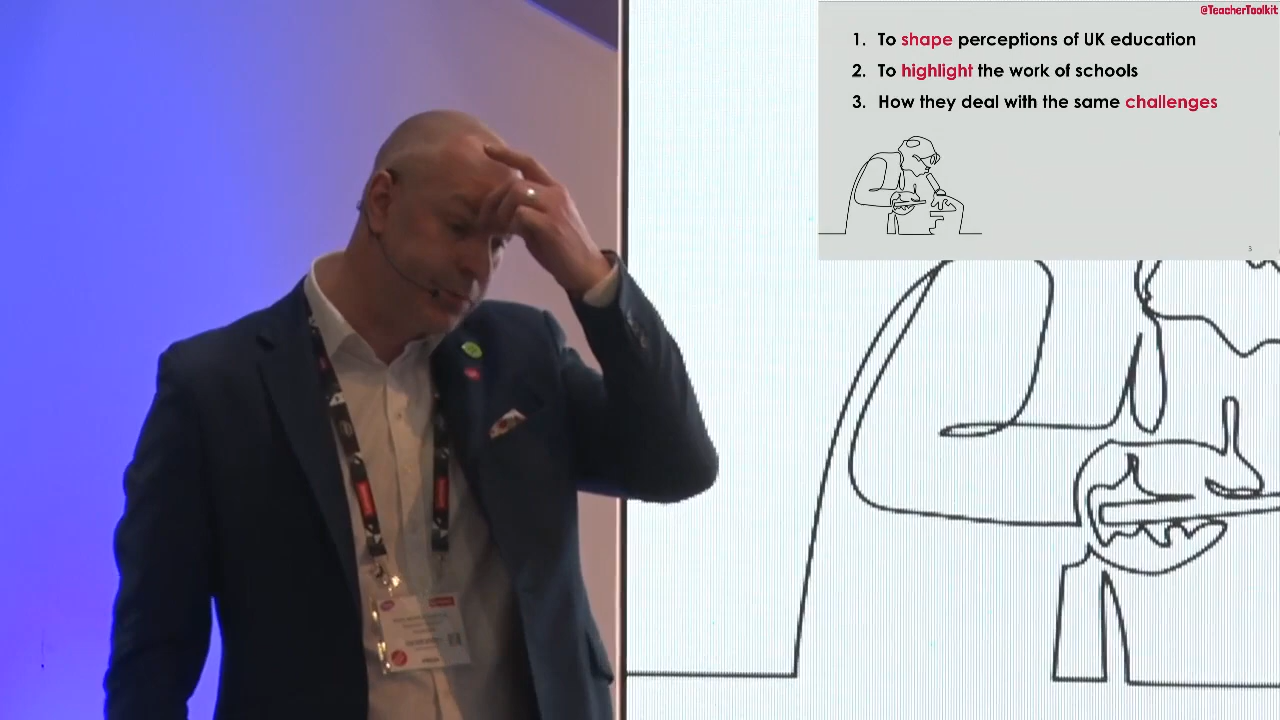 @TeacherToolkit
1. To shape perceptions of UK education
2. To highlight the work of schools
3. How they deal with the same challenges
3